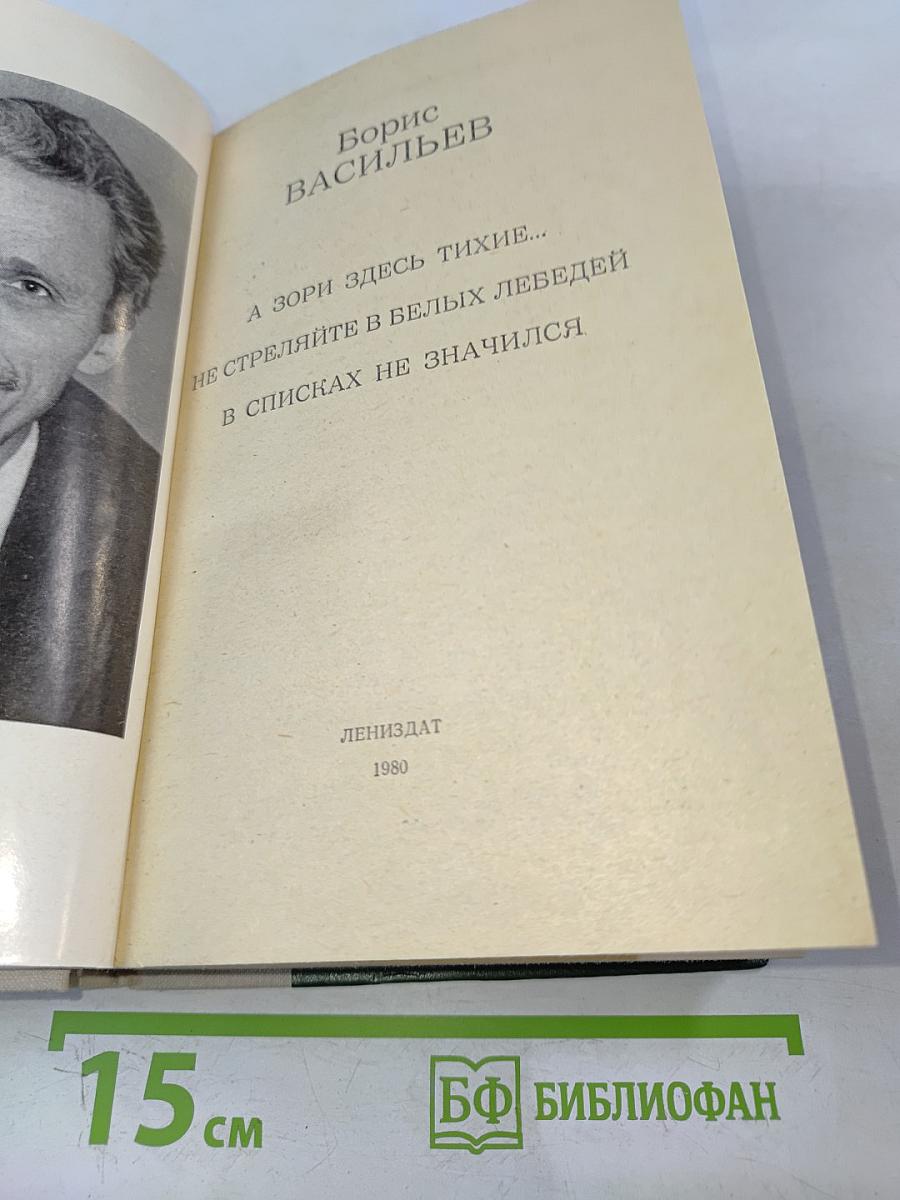 Борис
ВАСИЛЬЕВ
А ЗОРИ ЗДЕСЬ ТИХИЕ...
НЕ СТРЕЛЯЙТЕ В БЕЛЫХ ЛЕБЕДЕЙ
В СПИСКАХ НЕ ЗНАЧИЛСЯ
ЛЕНИЗДАТ
1980
15 см
БФ БИБЛИОФАН